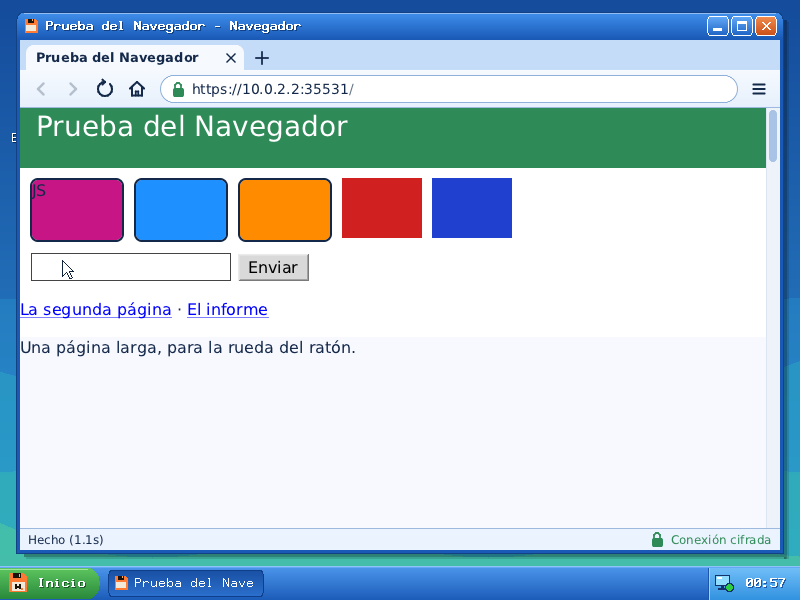 Prueba del Navegador - Navegador
Prueba del Navegador
https://10.0.2.2:35531/
Prueba del Navegador
JS
Enviar
La segunda página · El informe
Una página larga, para la rueda del ratón.
Hecho (1.1s)
Conexión cifrada
Inicio
Prueba del Nave
00:57